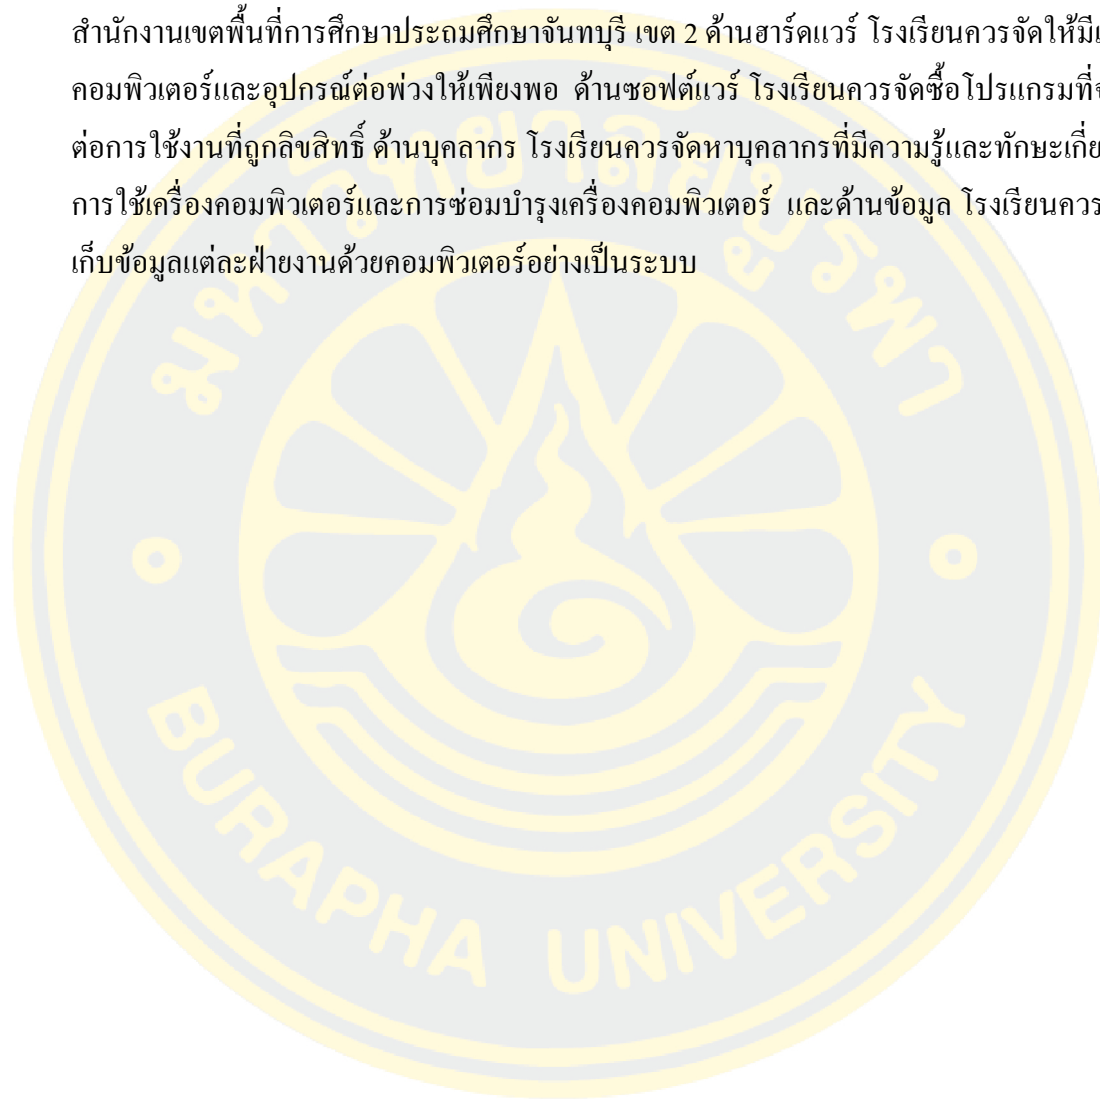 สำนักงานเขตพื้นที่การศึกษาประถมศึกษาจันทบุรี เขต 2 ด้านฮาร์ดแวร์ โรงเรียนควรจัดให้มี
คอมพิวเตอร์และอุปกรณ์ต่อพ่วงให้เพียงพอ ด้านซอฟต์แวร์ โรงเรียนควรจัดซื้อโปรแกรมที่
ต่อการใช้งานที่ถูกลิขสิทธิ์ ด้านบุคลากร โรงเรียนควรจัดหาบุคลากรที่มีความรู้และทักษะ
การใช้เครื่องคอมพิวเตอร์และการซ่อมบำรุงเครื่องคอมพิวเตอร์ และด้านข้อมูล โรงเรียนควร
เก็บข้อมูลแต่ละฝ่ายงานด้วยคอมพิวเตอร์อย่างเป็นระบบ
มหาวิทยาลัยบูรพา
BURAPHA UNIVERSITY